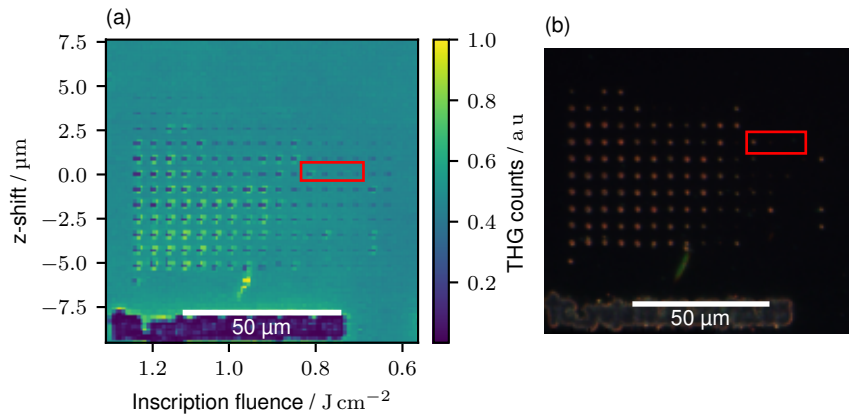 (a)
7.5
5.0
2.5
0.0
−2.5
−5.0
−7.5
z-shift / µm
50 µm
1.2
1.0
0.8
0.6
Inscription fluence / J cm⁻²
1.0
0.8
0.6
0.4
0.2
THG counts / a u
(b)
50 µm